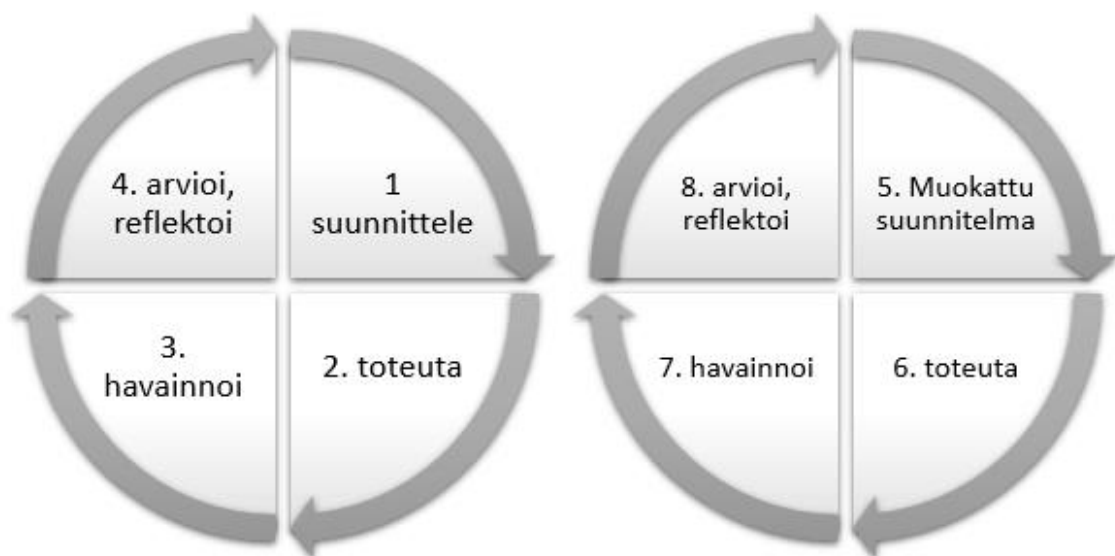 4. arvioi,
reflektoi
1
suunnittele
3.
havainnoi
2. toteuta
8. arvioi,
reflektoi
5. Muokattu
suunnitelma
7. havainnoi
6. toteuta